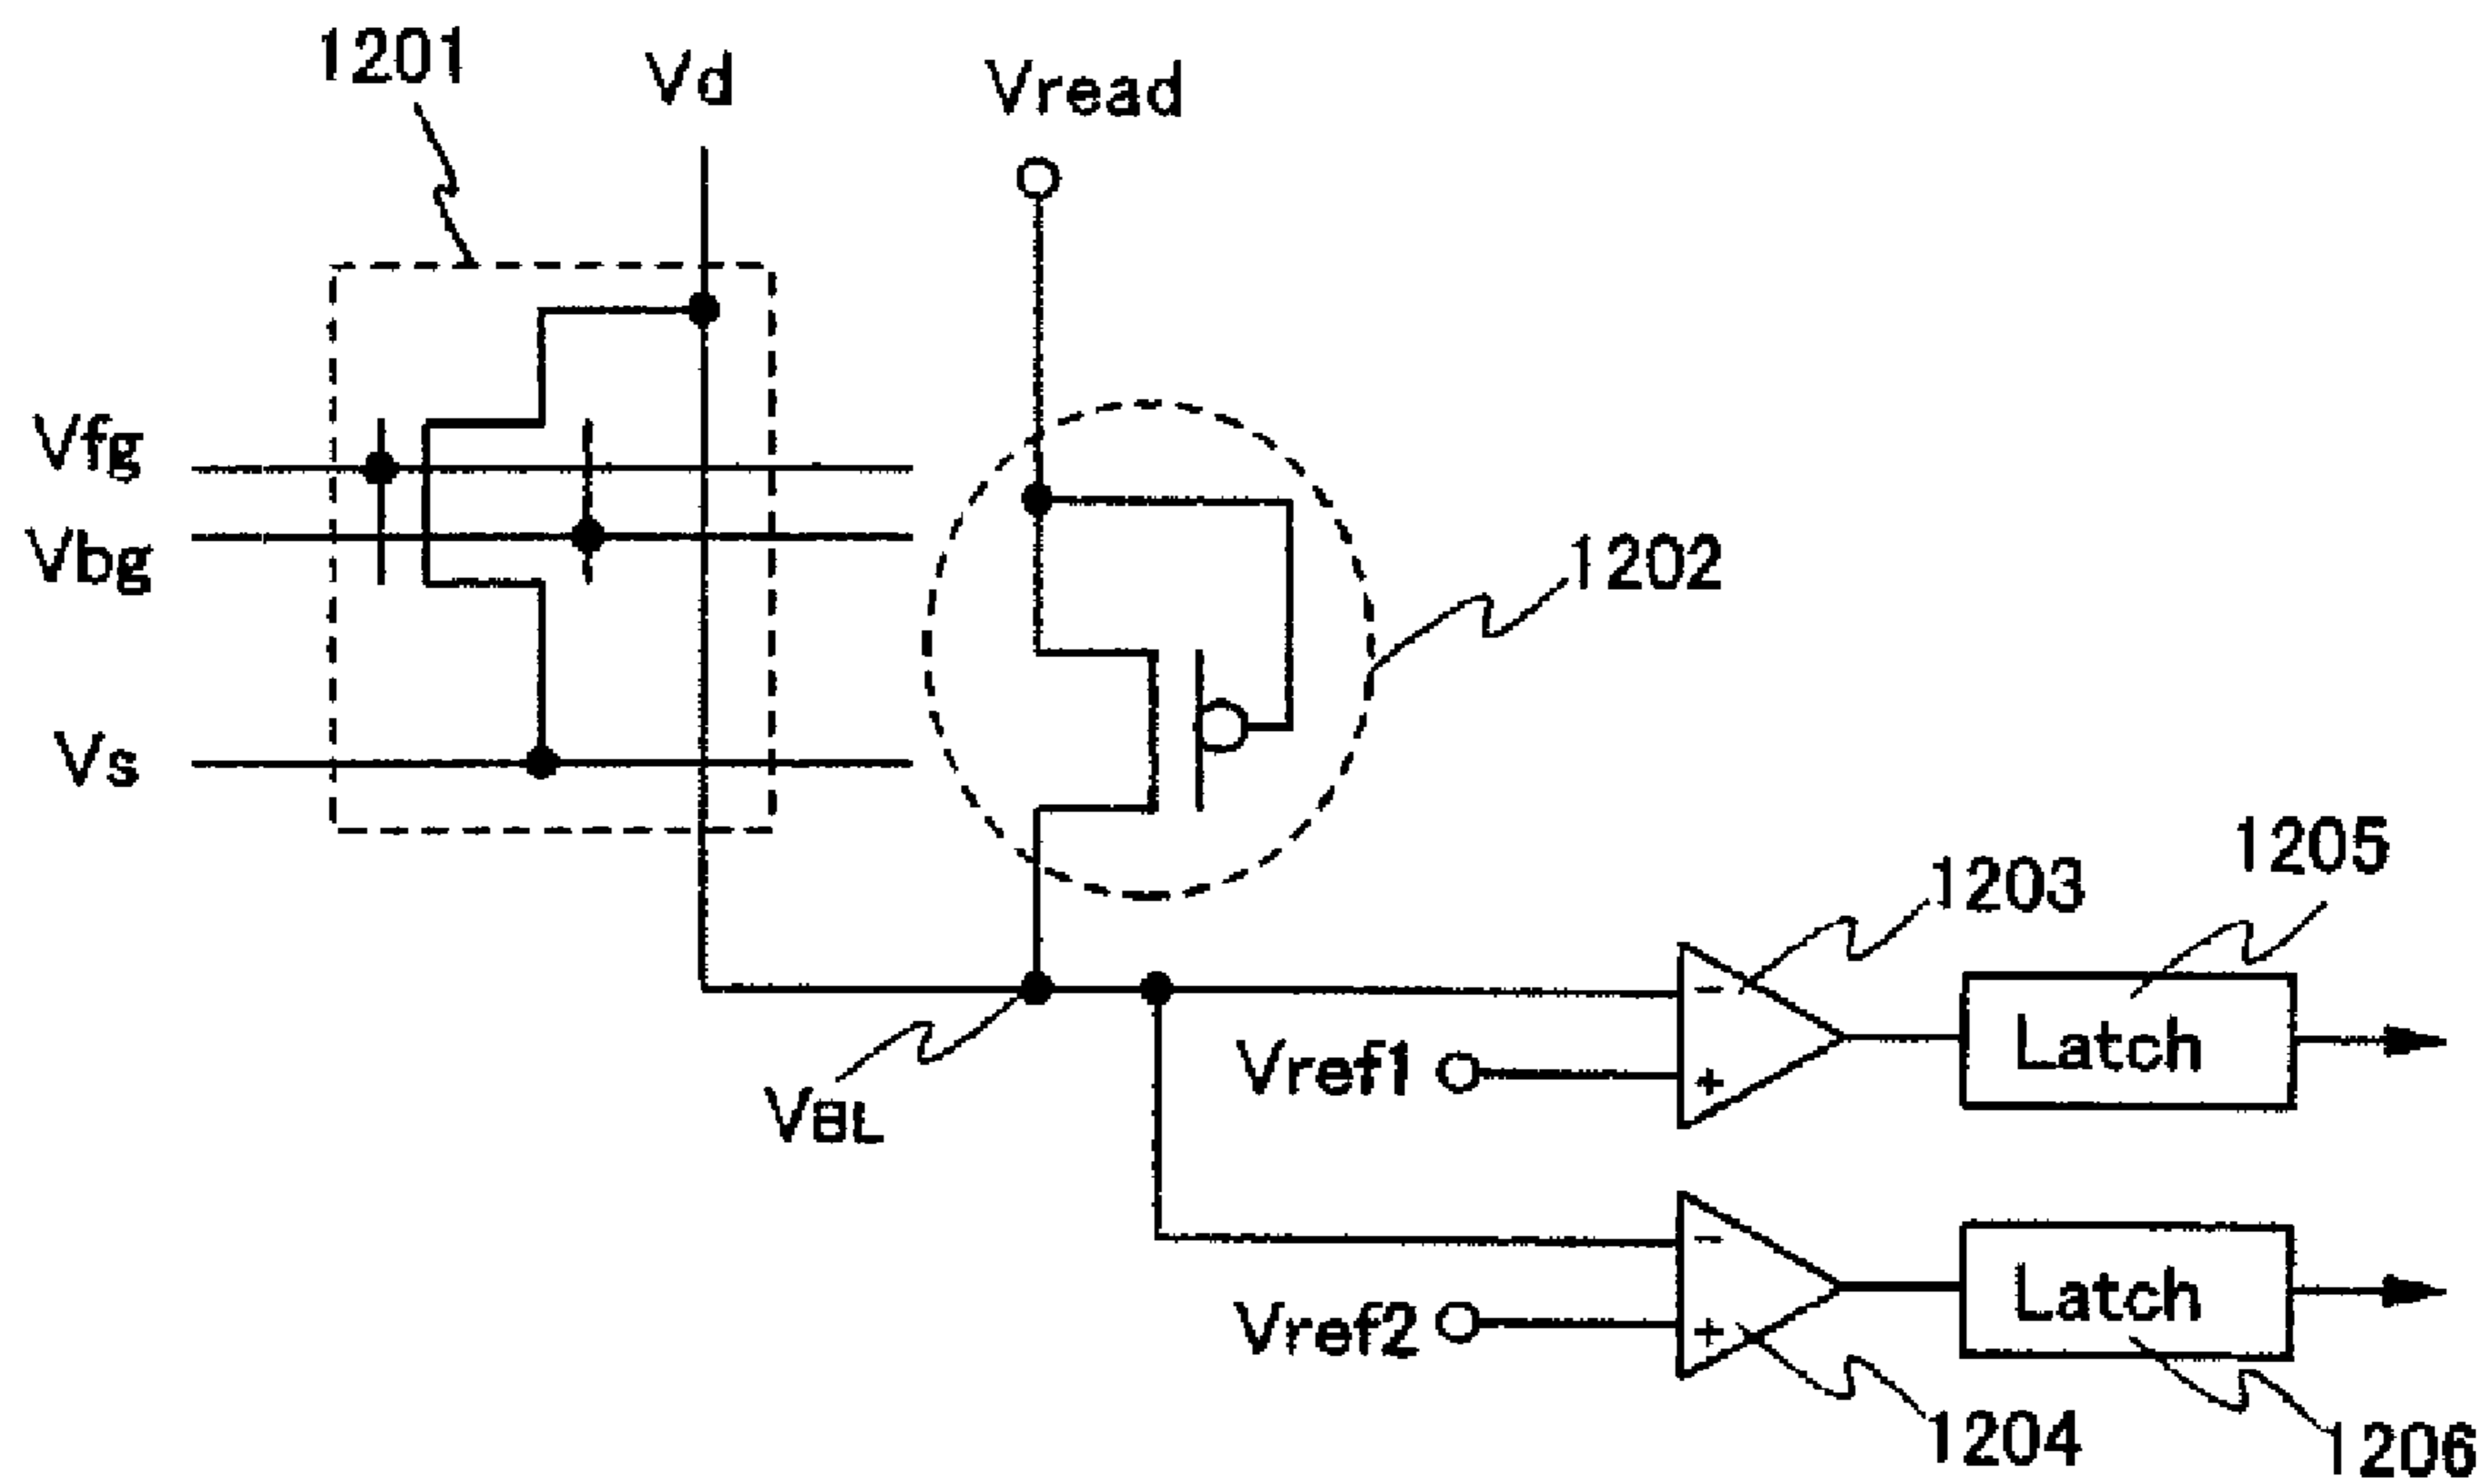 1201
Vd
Vread
Vfg
Vbg
1202
Vs
1205
1203
-
Latch
Vref1
+
VBL
-
Latch
Vref2
+
1204
1206